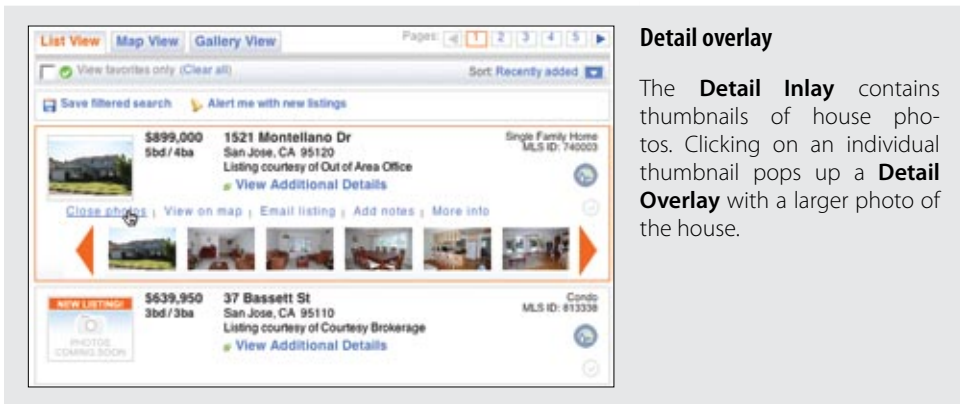 List View Map View Gallery View Pages: 1 2 3 4 5
View favorites only (Clear all) Sort: Recently added
Save filtered search Alert me with new listings
$899,000 1521 Montellano Dr Single Family Home
5bd / 4ba San Jose, CA 95120 MLS ID: 740003
Listing courtesy of Out of Area Office
View Additional Details
Close photos | View on map | Email listing | Add notes | More info
NEW LISTING! $639,950 37 Bassett St Condo
3bd / 3ba San Jose, CA 95110 MLS ID: 813338
PHOTOS Listing courtesy of Courtesy Brokerage
COMING SOON View Additional Details
Detail overlay
The Detail Inlay contains
thumbnails of house pho-
tos. Clicking on an individual
thumbnail pops up a Detail
Overlay with a larger photo of
the house.